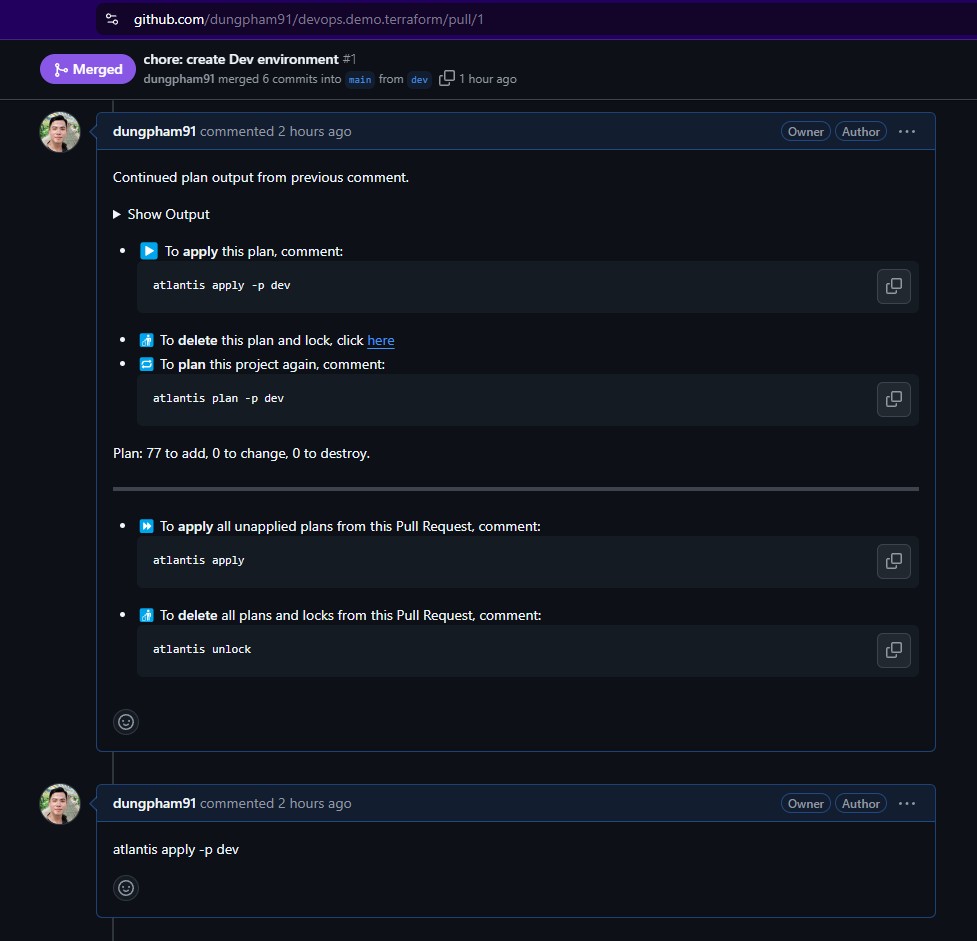 github.com/dungpham91/devops.demo.terraform/pull/1
Merged
chore: create Dev environment #1
dungpham91 merged 6 commits into main from dev 1 hour ago
dungpham91 commented 2 hours ago
Owner
Author
Continued plan output from previous comment.
Show Output
To apply this plan, comment:
atlantis apply -p dev
To delete this plan and lock, click here
To plan this project again, comment:
atlantis plan -p dev
Plan: 77 to add, 0 to change, 0 to destroy.
To apply all unapplied plans from this Pull Request, comment:
atlantis apply
To delete all plans and locks from this Pull Request, comment:
atlantis unlock
dungpham91 commented 2 hours ago
Owner
Author
atlantis apply -p dev